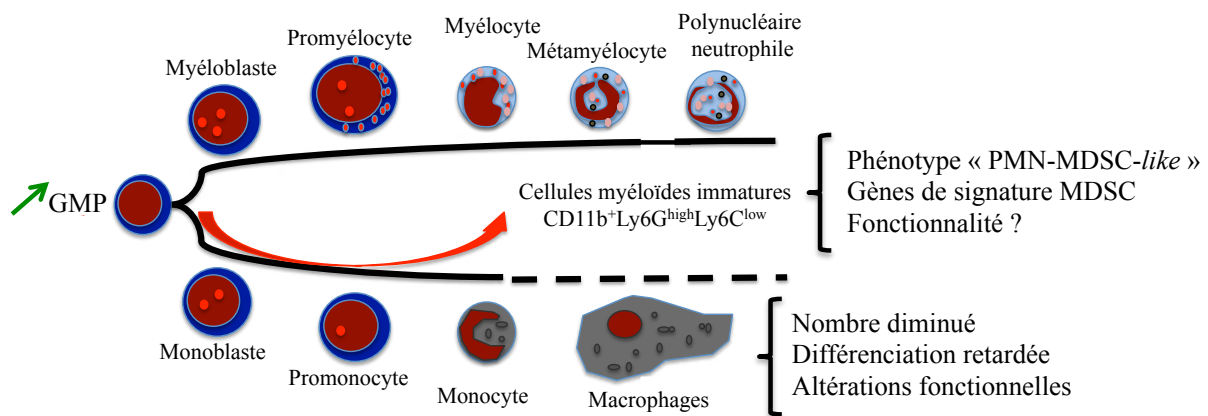 Myéloblaste
Promyélocyte
Myélocyte
Métamyélocyte
Polynucléaire
neutrophile
GMP
Cellules myéloïdes immatures
CD11b⁺Ly6GʰⁱᵍʰLy6Cˡᵒʷ
Phénotype « PMN-MDSC-like »
Gènes de signature MDSC
Fonctionnalité ?
Monoblaste
Promonocyte
Monocyte
Macrophages
Nombre diminué
Différenciation retardée
Altérations fonctionnelles